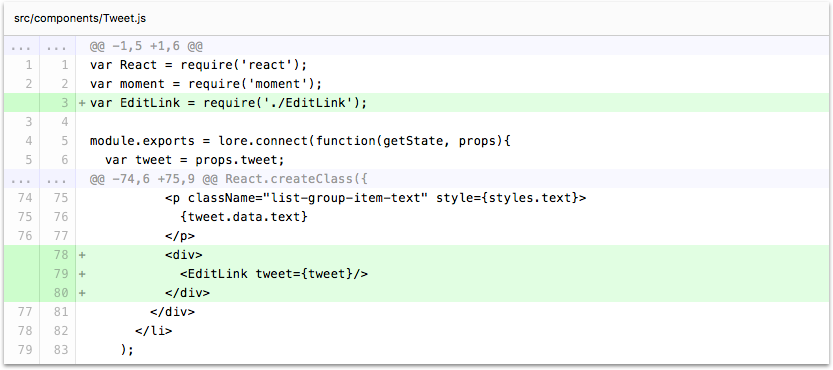 src/components/Tweet.js
... ... @@ -1,5 +1,6 @@
1 1 var React = require('react');
2 2 var moment = require('moment');
3 + var EditLink = require('./EditLink');
3 4
4 5 module.exports = lore.connect(function(getState, props){
5 6 var tweet = props.tweet;
... ... @@ -74,6 +75,9 @@ React.createClass({
74 75 <p className="list-group-item-text" style={styles.text}>
75 76 {tweet.data.text}
76 77 </p>
78 + <div>
79 + <EditLink tweet={tweet}/>
80 + </div>
77 81 </div>
78 82 </li>
79 83 );